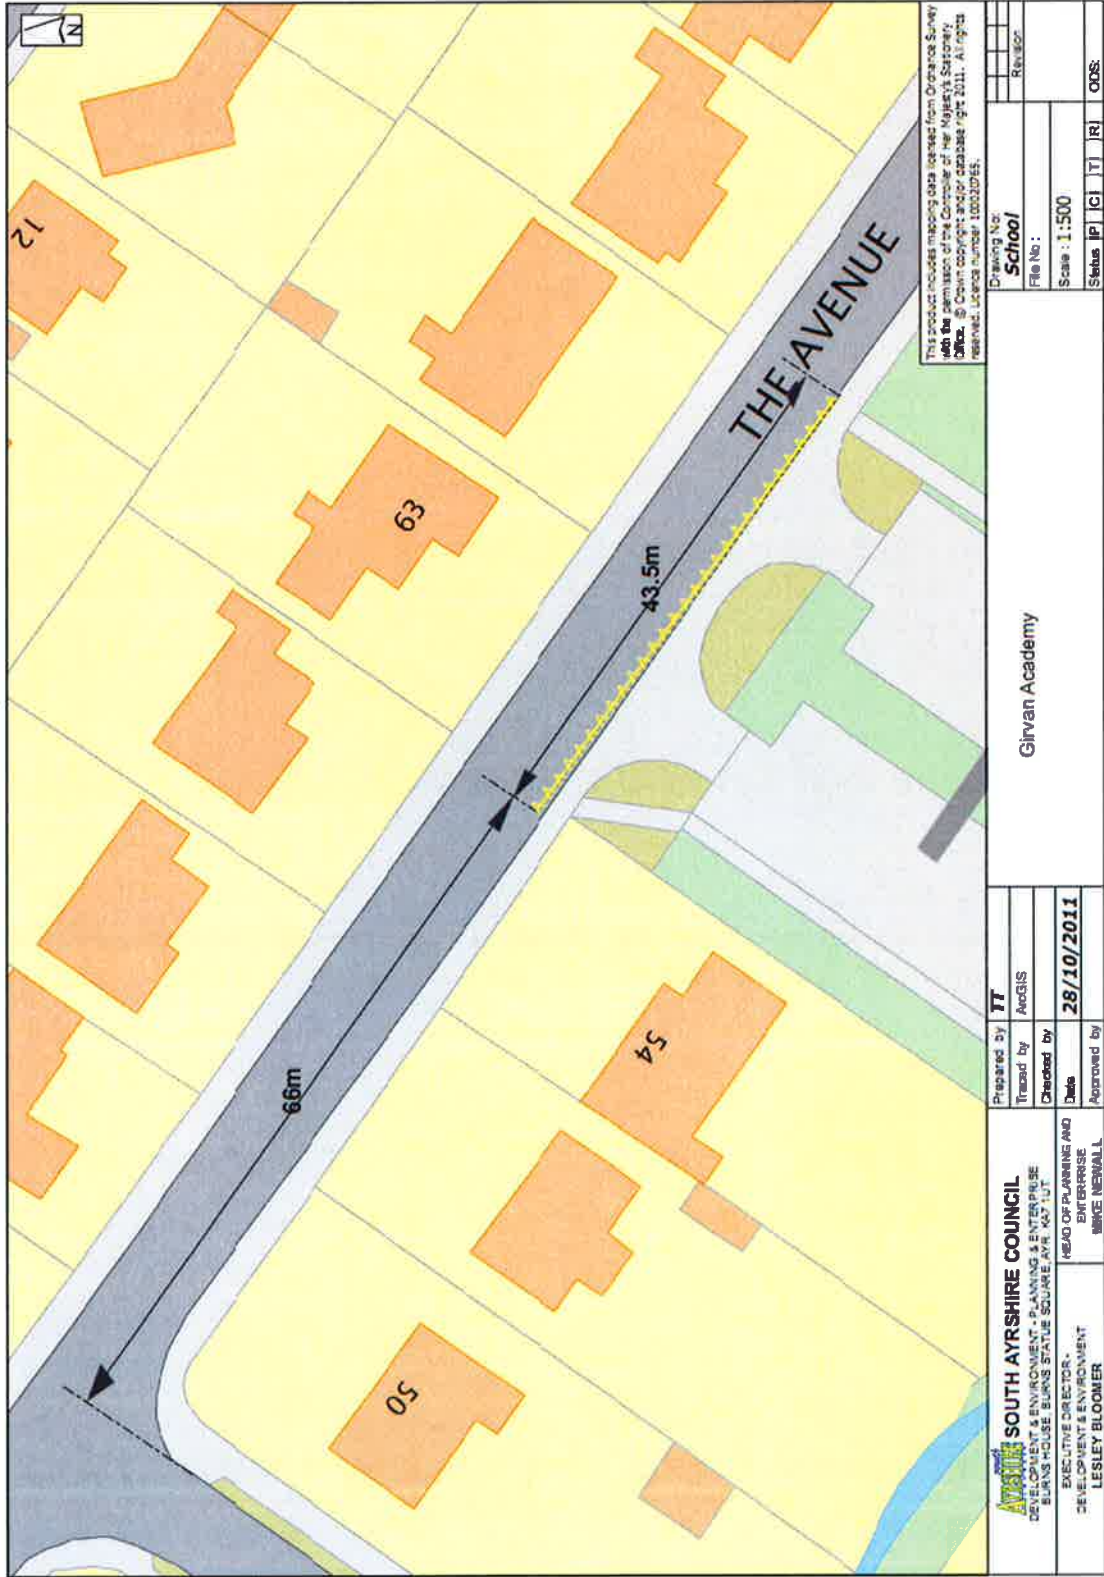 N
12
63
54
50
THE AVENUE
43.5m
66m
This product includes mapping data licensed from Ordnance Survey
with the permission of the Controller of Her Majesty's Stationery
Office. © Crown copyright and/or database right 2011. All rights
reserved. Licence number 100020765.
south
AYRSHIRE SOUTH AYRSHIRE COUNCIL
DEVELOPMENT & ENVIRONMENT - PLANNING & ENTERPRISE
BURNS HOUSE, BURNS STATUE SQUARE, AYR. KA7 1UT
EXECUTIVE DIRECTOR -
DEVELOPMENT & ENVIRONMENT
LESLEY BLOOMER
HEAD OF PLANNING AND
ENTERPRISE
MIKE NEWALL
Prepared by TT
Traced by ArcGIS
Checked by
Date 28/10/2011
Approved by
Girvan Academy
Drawing No:
School
Revision
File No :
Scale : 1:500
Status |P| |C| |T| |R|
OOS: